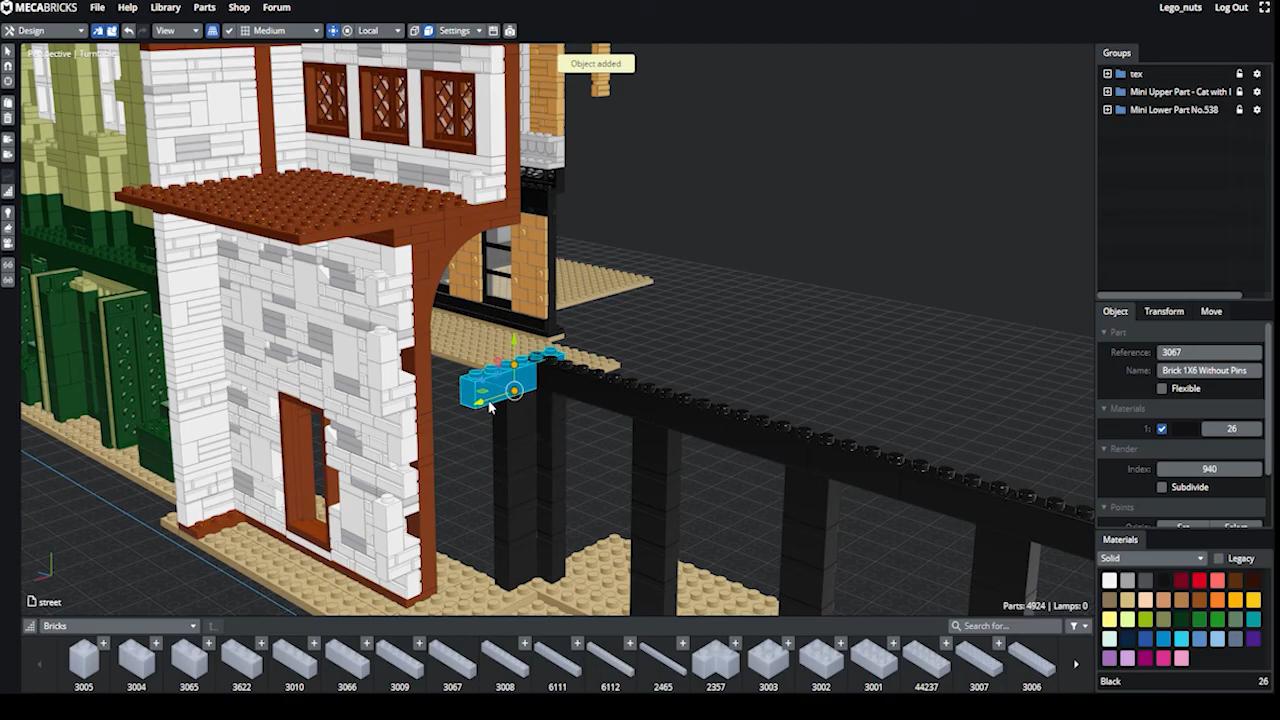 MECABRICKS File Help Library Parts Shop Forum Lego_nuts Log Out
Design View Medium Local Settings
Perspective | Turntable
Object added
Groups
tex
Mini Upper Part - Cat with
Mini Lower Part No.538
Object Transform Move
Part
Reference: 3067
Name: Brick 1X6 Without Pins
Flexible
Materials
1: 26
Render
Index: 940
Subdivide
Points
Materials
Solid Legacy
street
Parts: 4924 | Lamps: 0
Bricks Search for...
3005 3004 3065 3622 3010 3066 3009 3067 3008 6111 6112 2465 2357 3003 3002 3001 44237 3007 3006
Black 26